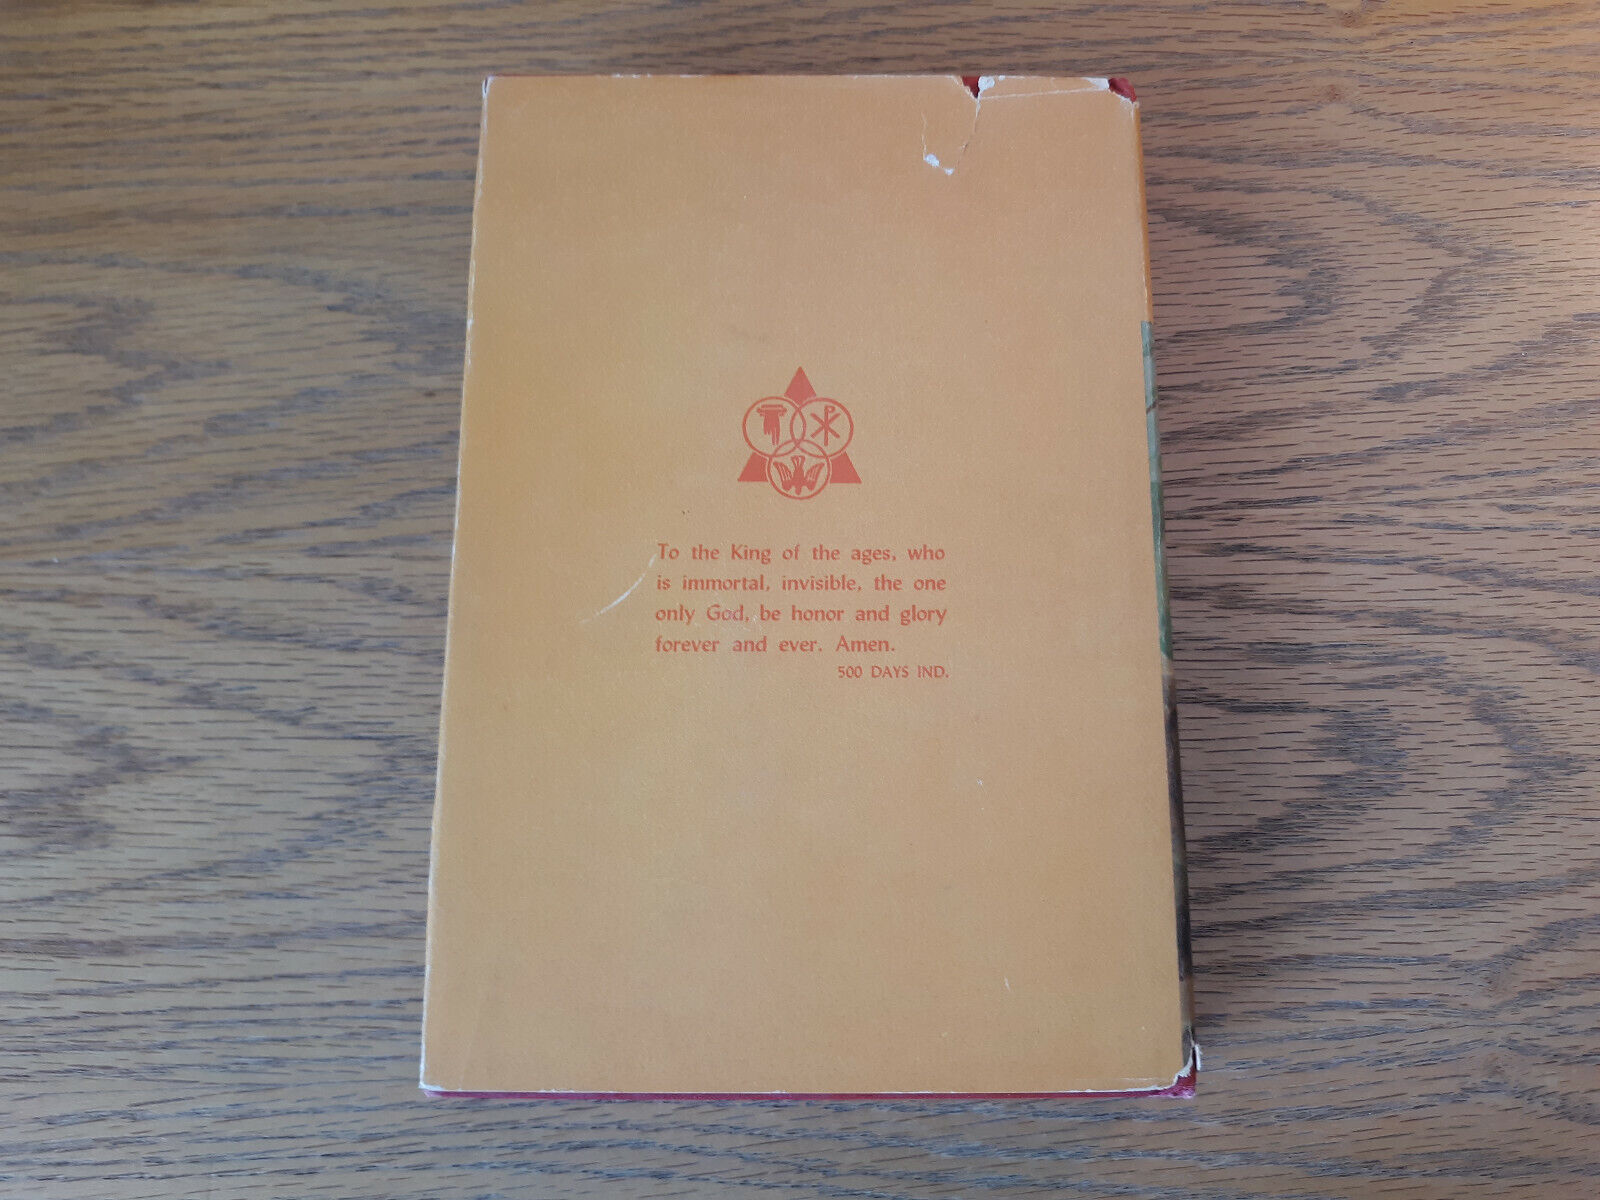 To the King of the ages, who
is immortal, invisible, the one
only God, be honor and glory
forever and ever. Amen.
500 DAYS IND.